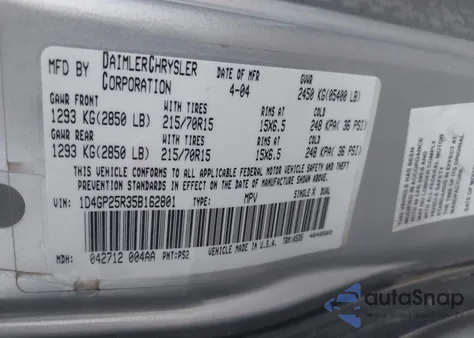 MFD BY DAIMLERCHRYSLER CORPORATION DATE OF MFR 4-04 GVWR 2450 KG(05400 LB)
GAWR FRONT WITH TIRES RIMS AT COLD
1293 KG(2850 LB) 215/70R15 15X6.5 248 KPA( 36 PSI)
GAWR REAR WITH TIRES RIMS AT COLD
1293 KG(2850 LB) 215/70R15 15X6.5 248 KPA( 36 PSI)
THIS VEHICLE CONFORMS TO ALL APPLICABLE FEDERAL MOTOR VEHICLE SAFETY,
BUMPER, AND THEFT PREVENTION STANDARDS IN EFFECT ON THE DATE OF
MANUFACTURE SHOWN ABOVE.
VIN: 1D4GP25R35B162801 TYPE: MPV SINGLE X DUAL
VEHICLE MADE IN U.S.A.
MDH: 042712 004AA PNT:PS2
autoSnap